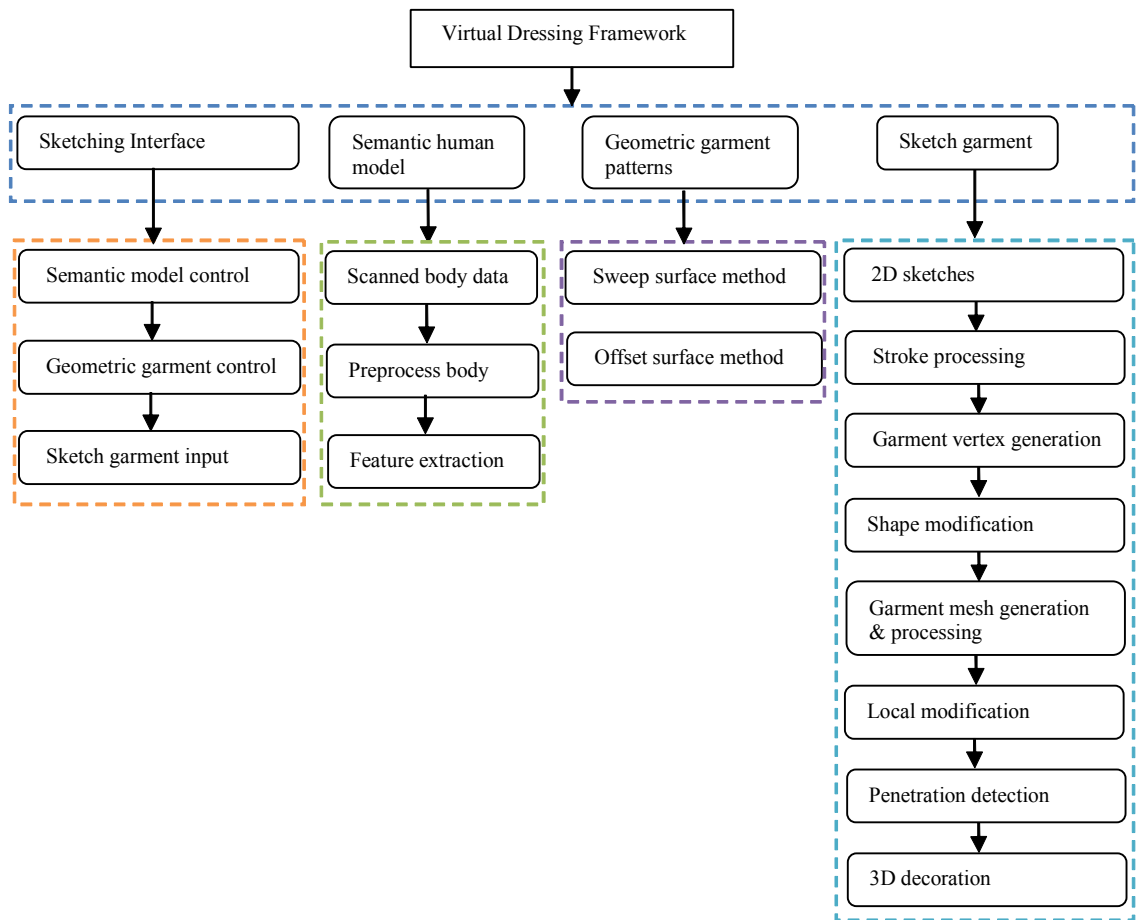 Virtual Dressing Framework
Sketching Interface
Semantic human
model
Geometric garment
patterns
Sketch garment
Semantic model control
Geometric garment control
Sketch garment input
Scanned body data
Preprocess body
Feature extraction
Sweep surface method
Offset surface method
2D sketches
Stroke processing
Garment vertex generation
Shape modification
Garment mesh generation
& processing
Local modification
Penetration detection
3D decoration